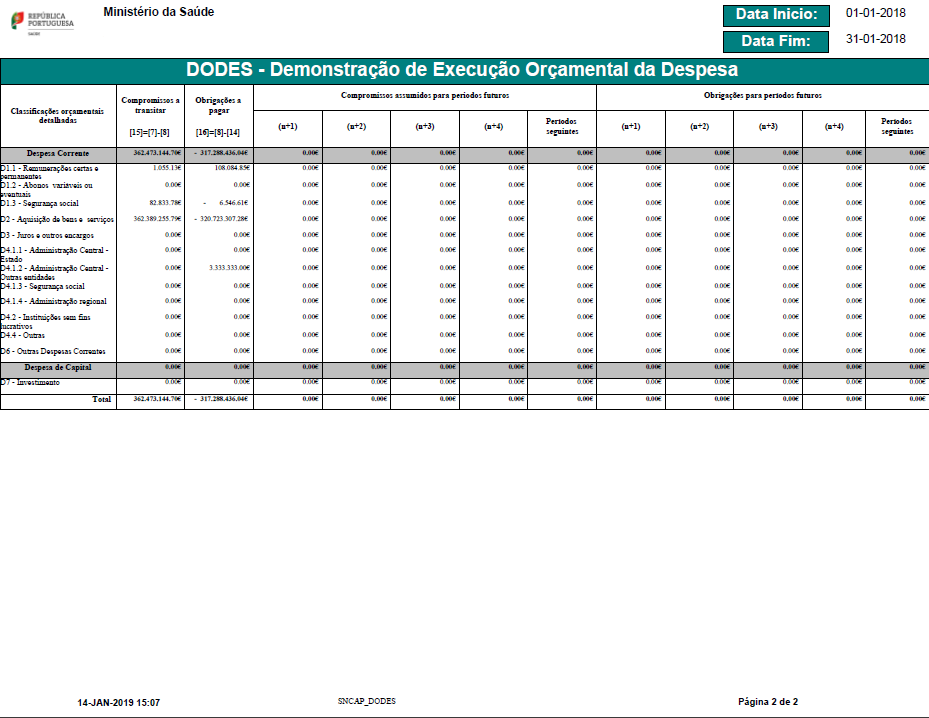 REPÚBLICA
PORTUGUESA
Ministério da Saúde
Data Inicio: 01-01-2018
Data Fim: 31-01-2018
DODES - Demonstração de Execução Orçamental da Despesa
Classificações orçamentais
detalhadas
Compromissos a
transitar
[15]=[7]-[8]
Obrigações a
pagar
[16]=[8]-[14]
Compromissos assumidos para períodos futuros
Obrigações para períodos futuros
(n+1) (n+2) (n+3) (n+4) Períodos seguintes (n+1) (n+2) (n+3) (n+4) Períodos seguintes
Despesa Corrente 362.473.144.70€ - 317.288.436.04€ 0.00€ 0.00€ 0.00€ 0.00€ 0.00€ 0.00€ 0.00€ 0.00€ 0.00€ 0.00€
D1.1 - Remunerações certas e
permanentes 1.055.13€ 108.084.85€ 0.00€ 0.00€ 0.00€ 0.00€ 0.00€ 0.00€ 0.00€ 0.00€ 0.00€ 0.00€
D1.2 - Abonos variáveis ou
eventuais 0.00€ 0.00€ 0.00€ 0.00€ 0.00€ 0.00€ 0.00€ 0.00€ 0.00€ 0.00€ 0.00€ 0.00€
D1.3 - Segurança social 82.833.78€ - 6.546.61€ 0.00€ 0.00€ 0.00€ 0.00€ 0.00€ 0.00€ 0.00€ 0.00€ 0.00€ 0.00€
D2 - Aquisição de bens e serviços 362.389.255.79€ - 320.723.307.28€ 0.00€ 0.00€ 0.00€ 0.00€ 0.00€ 0.00€ 0.00€ 0.00€ 0.00€ 0.00€
D3 - Juros e outros encargos 0.00€ 0.00€ 0.00€ 0.00€ 0.00€ 0.00€ 0.00€ 0.00€ 0.00€ 0.00€ 0.00€ 0.00€
D4.1.1 - Administração Central -
Estado 0.00€ 0.00€ 0.00€ 0.00€ 0.00€ 0.00€ 0.00€ 0.00€ 0.00€ 0.00€ 0.00€ 0.00€
D4.1.2 - Administração Central -
Outras entidades 0.00€ 3.333.333.00€ 0.00€ 0.00€ 0.00€ 0.00€ 0.00€ 0.00€ 0.00€ 0.00€ 0.00€ 0.00€
D4.1.3 - Segurança social 0.00€ 0.00€ 0.00€ 0.00€ 0.00€ 0.00€ 0.00€ 0.00€ 0.00€ 0.00€ 0.00€ 0.00€
D4.1.4 - Administração regional 0.00€ 0.00€ 0.00€ 0.00€ 0.00€ 0.00€ 0.00€ 0.00€ 0.00€ 0.00€ 0.00€ 0.00€
D4.2 - Instituições sem fins
lucrativos 0.00€ 0.00€ 0.00€ 0.00€ 0.00€ 0.00€ 0.00€ 0.00€ 0.00€ 0.00€ 0.00€ 0.00€
D4.4 - Outras 0.00€ 0.00€ 0.00€ 0.00€ 0.00€ 0.00€ 0.00€ 0.00€ 0.00€ 0.00€ 0.00€ 0.00€
D6 - Outras Despesas Correntes 0.00€ 0.00€ 0.00€ 0.00€ 0.00€ 0.00€ 0.00€ 0.00€ 0.00€ 0.00€ 0.00€ 0.00€
Despesa de Capital 0.00€ 0.00€ 0.00€ 0.00€ 0.00€ 0.00€ 0.00€ 0.00€ 0.00€ 0.00€ 0.00€ 0.00€
D7 - Investimento 0.00€ 0.00€ 0.00€ 0.00€ 0.00€ 0.00€ 0.00€ 0.00€ 0.00€ 0.00€ 0.00€ 0.00€
Total 362.473.144.70€ - 317.288.436.04€ 0.00€ 0.00€ 0.00€ 0.00€ 0.00€ 0.00€ 0.00€ 0.00€ 0.00€ 0.00€
14-JAN-2019 15:07 SNCAP_DODES Página 2 de 2